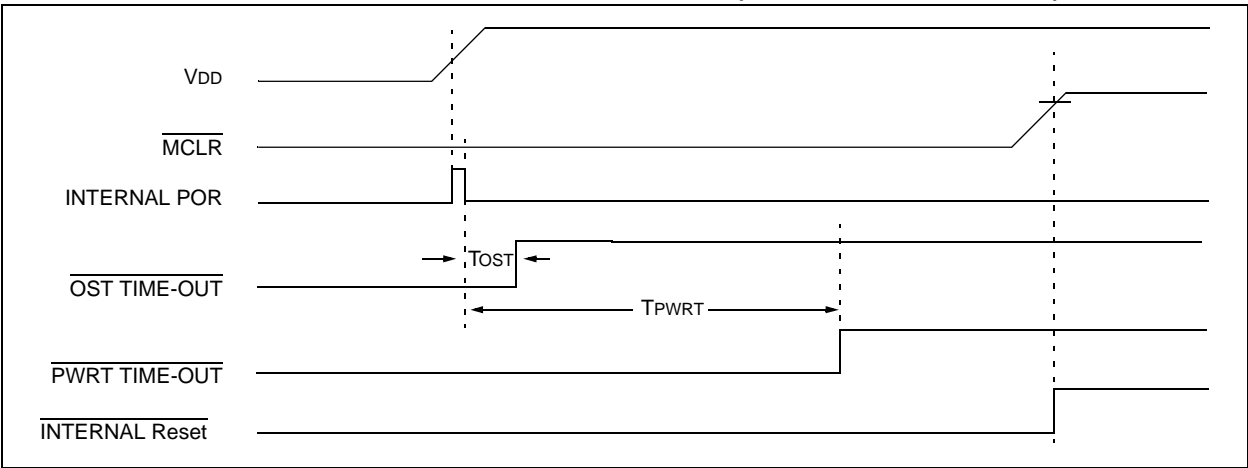 VDD
MCLR
INTERNAL POR
TOST
OST TIME-OUT
TPWRT
PWRT TIME-OUT
INTERNAL Reset